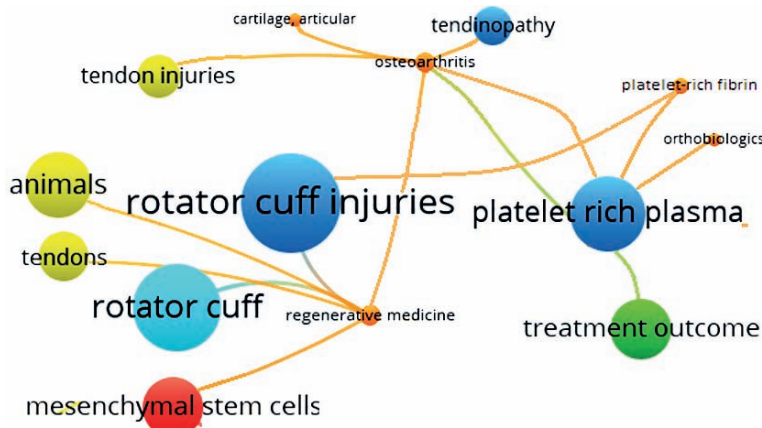 cartilage, articular
tendinopathy
osteoarthritis
tendon injuries
platelet-rich fibrin
orthobiologics
animals
rotator cuff injuries
platelet rich plasma
tendons
rotator cuff
regenerative medicine
treatment outcome
mesenchymal stem cells